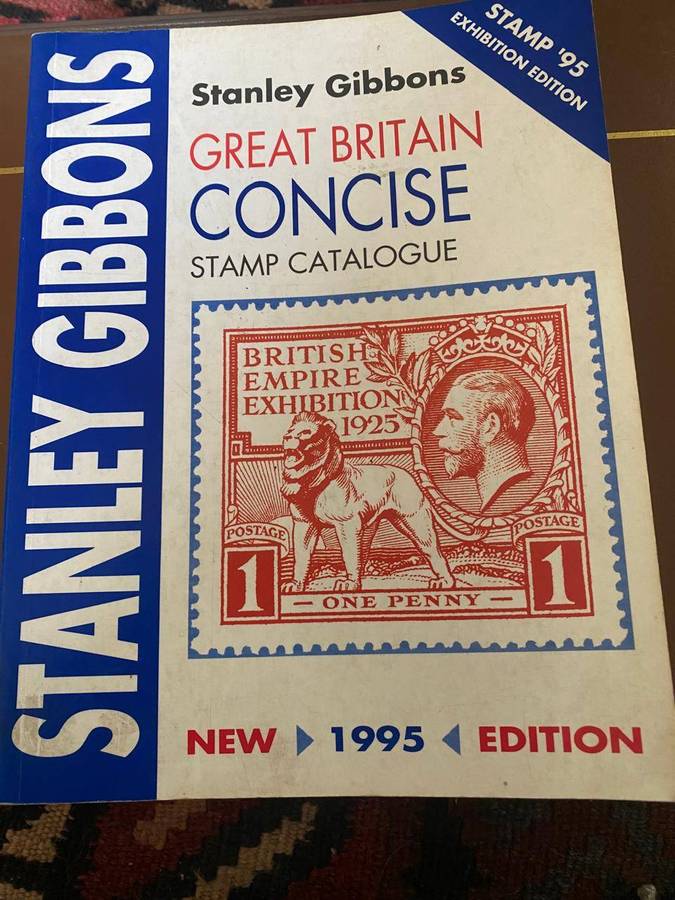 STANLEY GIBBONS
STAMP '95
EXHIBITION EDITION
Stanley Gibbons
GREAT BRITAIN
CONCISE
STAMP CATALOGUE
BRITISH
EMPIRE
EXHIBITION
1925
POSTAGE
POSTAGE
1
1
– ONE PENNY –
NEW 1995 EDITION